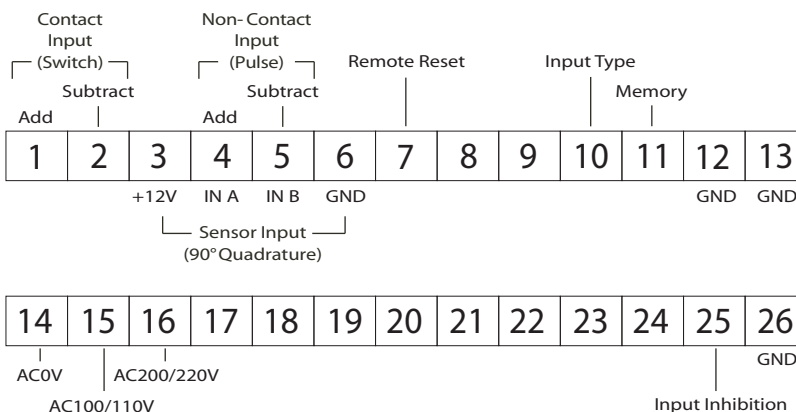 Contact
Input
(Switch)
Non-Contact
Input
(Pulse)
Remote Reset
Input Type
Subtract
Subtract
Memory
Add
Add
1 2 3 4 5 6 7 8 9 10 11 12 13
+12V IN A IN B GND GND GND
Sensor Input
(90° Quadrature)
14 15 16 17 18 19 20 21 22 23 24 25 26
AC0V AC200/220V GND
AC100/110V Input Inhibition